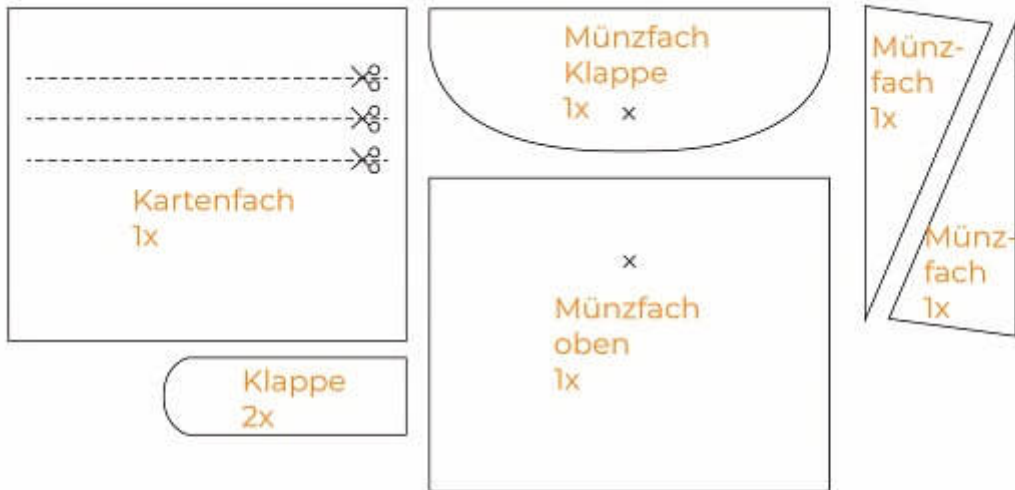 Kartenfach
1x
Klappe
2x
Münzfach
Klappe
1x
Münzfach
oben
1x
Münz-
fach
1x
Münz-
fach
1x